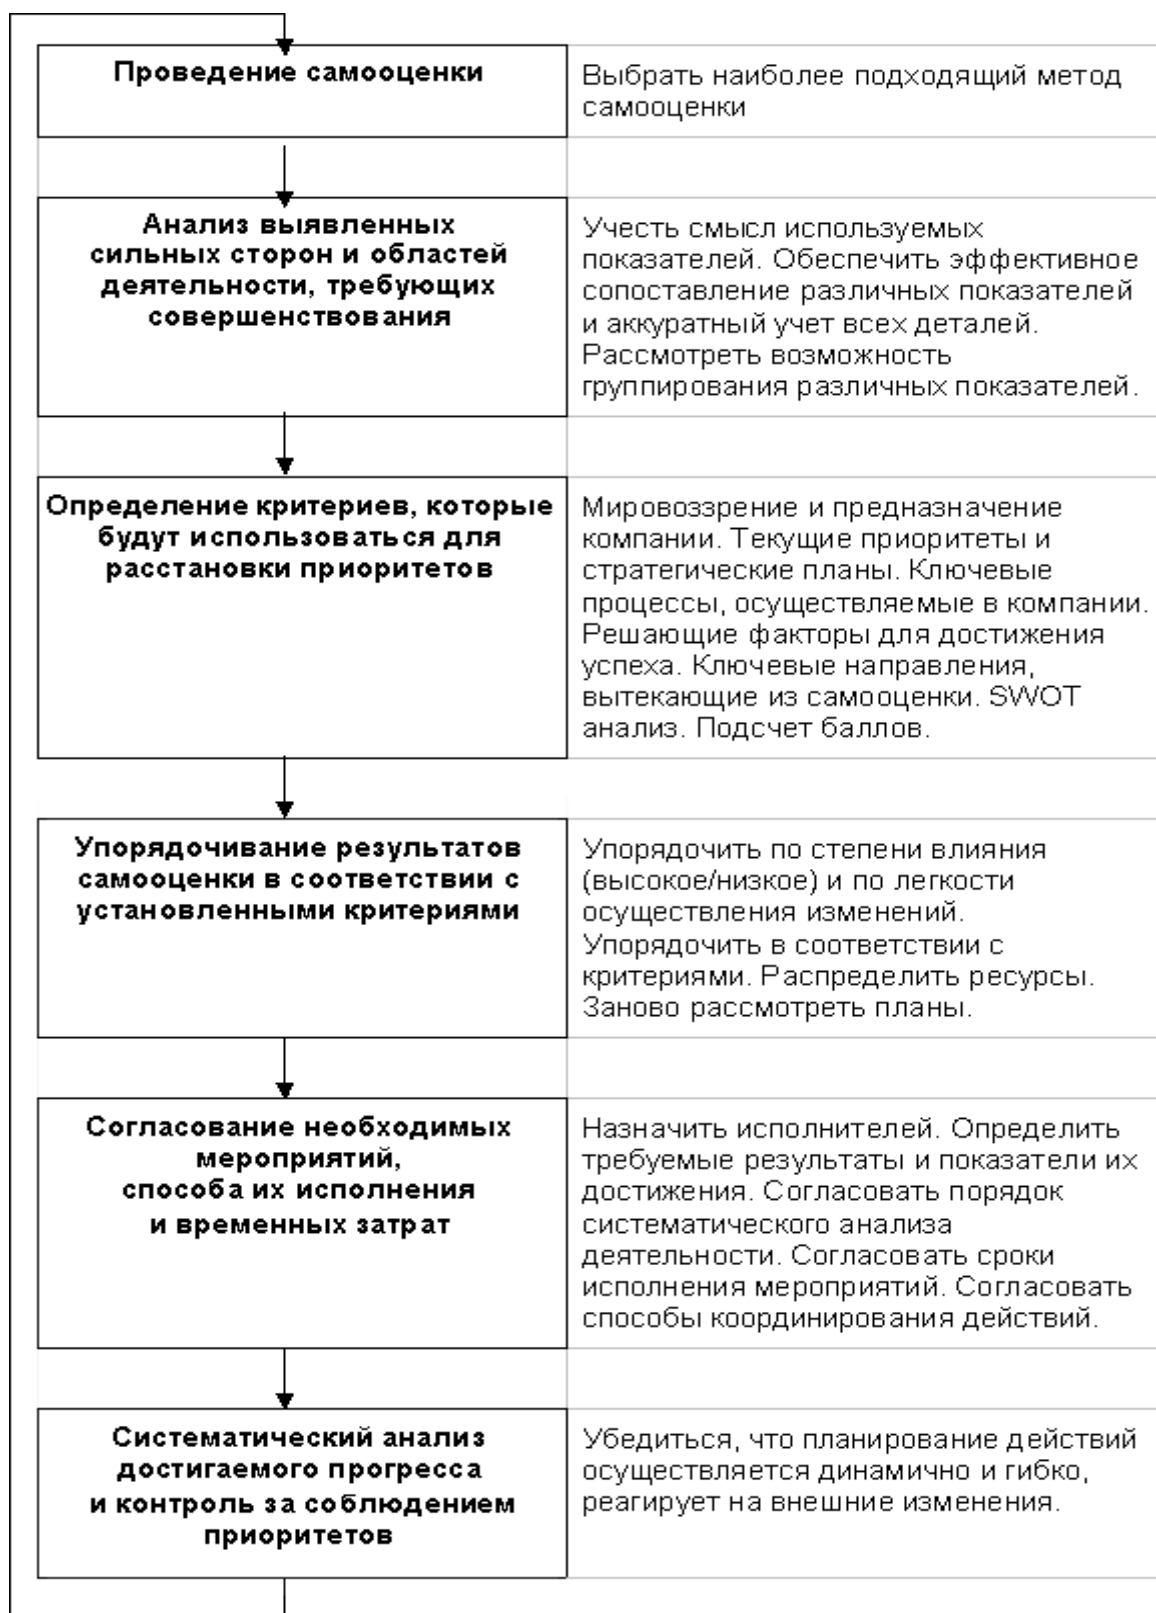 Проведение самооценки
Выбрать наиболее подходящий метод
самооценки
Анализ выявленных
сильных сторон и областей
деятельности, требующих
совершенствования
Учесть смысл используемых
показателей. Обеспечить эффективное
сопоставление различных показателей
и аккуратный учет всех деталей.
Рассмотреть возможность
группирования различных показателей.
Определение критериев, которые
будут использоваться для
расстановки приоритетов
Мировоззрение и предназначение
компании. Текущие приоритеты и
стратегические планы. Ключевые
процессы, осуществляемые в компании.
Решающие факторы для достижения
успеха. Ключевые направления,
вытекающие из самооценки. SWOT
анализ. Подсчет баллов.
Упорядочивание результатов
самооценки в соответствии с
установленными критериями
Упорядочить по степени влияния
(высокое/низкое) и по легкости
осуществления изменений.
Упорядочить в соответствии с
критериями. Распределить ресурсы.
Заново рассмотреть планы.
Согласование необходимых
мероприятий,
способа их исполнения
и временных затрат
Назначить исполнителей. Определить
требуемые результаты и показатели их
достижения. Согласовать порядок
систематического анализа
деятельности. Согласовать сроки
исполнения мероприятий. Согласовать
способы координирования действий.
Систематический анализ
достигаемого прогресса
и контроль за соблюдением
приоритетов
Убедиться, что планирование действий
осуществляется динамично и гибко,
реагирует на внешние изменения.